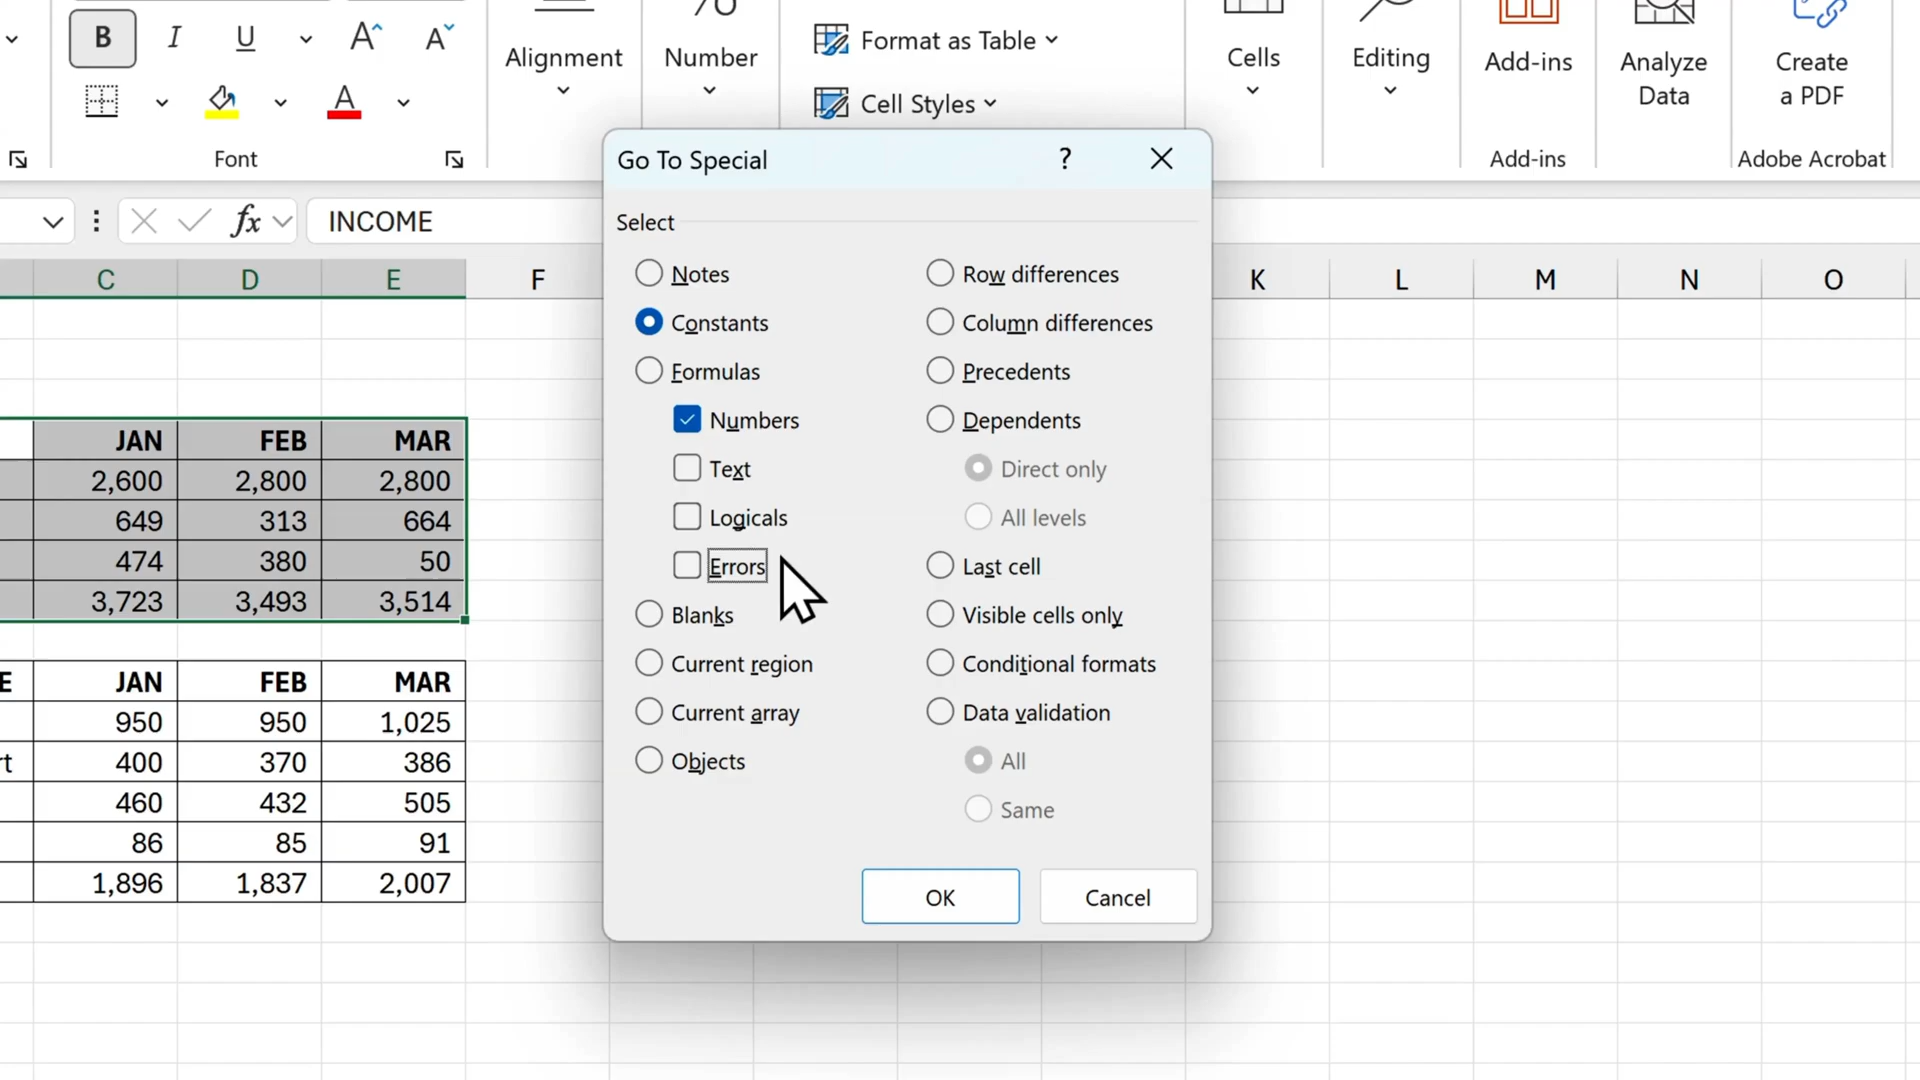 B I U A A
Alignment
Number
Format as Table
Cell Styles
Cells
Editing
Add-ins
Analyze
Data
Create
a PDF
A
Font
Add-ins
Adobe Acrobat
fx INCOME
C D E F K L M N O
JAN FEB MAR
2,600 2,800 2,800
649 313 664
474 380 50
3,723 3,493 3,514
E JAN FEB MAR
950 950 1,025
rt 400 370 386
460 432 505
86 85 91
1,896 1,837 2,007
Go To Special ?
Select
Notes
Constants
Formulas
Numbers
Text
Logicals
Errors
Blanks
Current region
Current array
Objects
Row differences
Column differences
Precedents
Dependents
Direct only
All levels
Last cell
Visible cells only
Conditional formats
Data validation
All
Same
OK Cancel